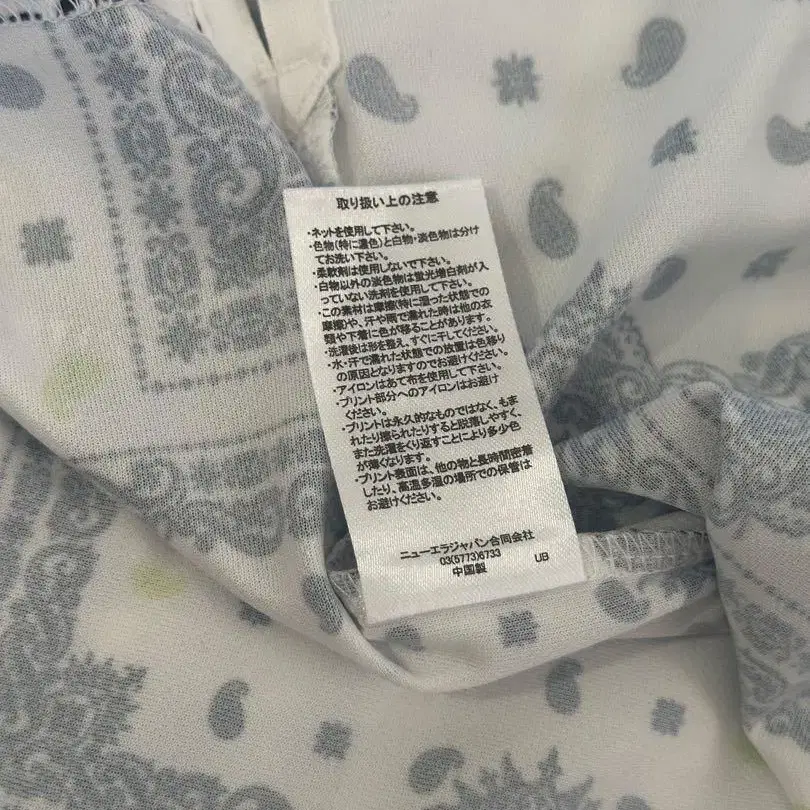 取り扱い上の注意
・ネットを使用して下さい。
・色物(特に濃色)と白物・淡色物は分け
てお洗い下さい。
・柔軟剤は使用しないで下さい。
・白物以外の淡色物は蛍光増白剤が入
っていない洗剤を使用して下さい。
・この素材は摩擦(特に湿った状態での
摩擦)や、汗や雨で濡れた時は他の衣
類や下着に色が移ることがあります。
・洗濯後は形を整え、すぐに干してください。
・水・汗で濡れた状態での放置は色移り
の原因となりますのでお避けください。
・アイロンはあて布を使用して下さい。
・プリント部分へのアイロンはお避け
ください。
・プリントは永久的なものではなく、もま
れたり擦られたりすると脱落しやすく、
また洗濯をくり返すことにより多少色
が薄くなります。
・プリント表面は、他の物と長時間密着
したり、高温多湿の場所での保管は
お避けください。
ニューエラジャパン合同会社
03(5773)6733
中国製 UB